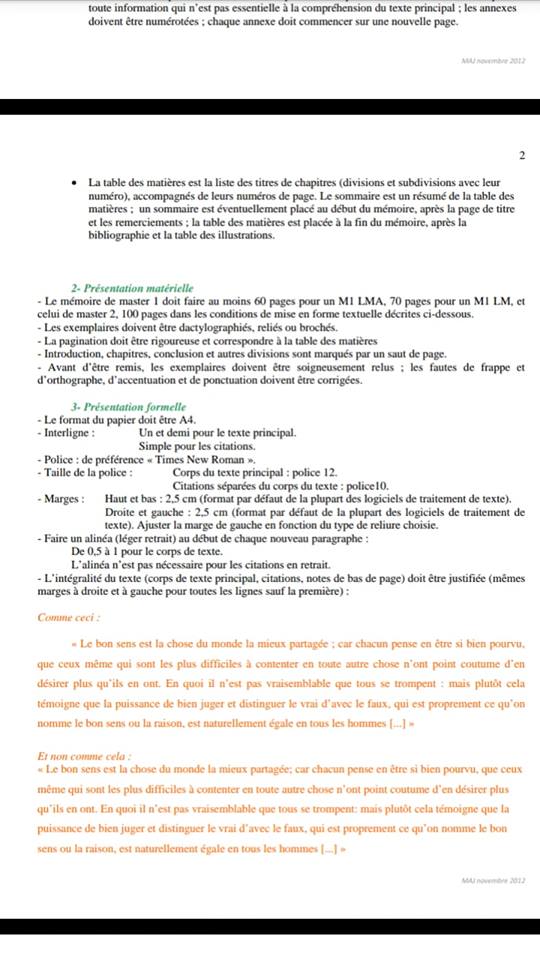 toute information qui n'est pas essentielle à la compréhension du texte principal ; les annexes
doivent être numérotées ; chaque annexe doit commencer sur une nouvelle page.
MAJ novembre 2012
2
• La table des matières est la liste des titres de chapitres (divisions et subdivisions avec leur
numéro), accompagnés de leurs numéros de page. Le sommaire est un résumé de la table des
matières ; un sommaire est éventuellement placé au début du mémoire, après la page de titre
et les remerciements ; la table des matières est placée à la fin du mémoire, après la
bibliographie et la table des illustrations.
2- Présentation matérielle
- Le mémoire de master 1 doit faire au moins 60 pages pour un M1 LMA, 70 pages pour un M1 LM, et
celui de master 2, 100 pages dans les conditions de mise en forme textuelle décrites ci-dessous.
- Les exemplaires doivent être dactylographiés, reliés ou brochés.
- La pagination doit être rigoureuse et correspondre à la table des matières
- Introduction, chapitres, conclusion et autres divisions sont marqués par un saut de page.
- Avant d'être remis, les exemplaires doivent être soigneusement relus ; les fautes de frappe et
d'orthographe, d'accentuation et de ponctuation doivent être corrigées.
3- Présentation formelle
- Le format du papier doit être A4.
- Interligne : Un et demi pour le texte principal.
Simple pour les citations.
- Police : de préférence « Times New Roman ».
- Taille de la police : Corps du texte principal : police 12.
Citations séparées du corps du texte : police10.
- Marges : Haut et bas : 2,5 cm (format par défaut de la plupart des logiciels de traitement de texte).
Droite et gauche : 2,5 cm (format par défaut de la plupart des logiciels de traitement de
texte). Ajuster la marge de gauche en fonction du type de reliure choisie.
- Faire un alinéa (léger retrait) au début de chaque nouveau paragraphe :
De 0,5 à 1 pour le corps de texte.
L'alinéa n'est pas nécessaire pour les citations en retrait.
- L'intégralité du texte (corps de texte principal, citations, notes de bas de page) doit être justifiée (mêmes
marges à droite et à gauche pour toutes les lignes sauf la première) :
Comme ceci :
« Le bon sens est la chose du monde la mieux partagée ; car chacun pense en être si bien pourvu,
que ceux même qui sont les plus difficiles à contenter en toute autre chose n'ont point coutume d'en
désirer plus qu'ils en ont. En quoi il n'est pas vraisemblable que tous se trompent : mais plutôt cela
témoigne que la puissance de bien juger et distinguer le vrai d'avec le faux, qui est proprement ce qu'on
nomme le bon sens ou la raison, est naturellement égale en tous les hommes [...] »
Et non comme cela :
« Le bon sens est la chose du monde la mieux partagée; car chacun pense en être si bien pourvu, que ceux
même qui sont les plus difficiles à contenter en toute autre chose n'ont point coutume d'en désirer plus
qu'ils en ont. En quoi il n'est pas vraisemblable que tous se trompent: mais plutôt cela témoigne que la
puissance de bien juger et distinguer le vrai d'avec le faux, qui est proprement ce qu'on nomme le bon
sens ou la raison, est naturellement égale en tous les hommes [...] »
MAJ novembre 2012